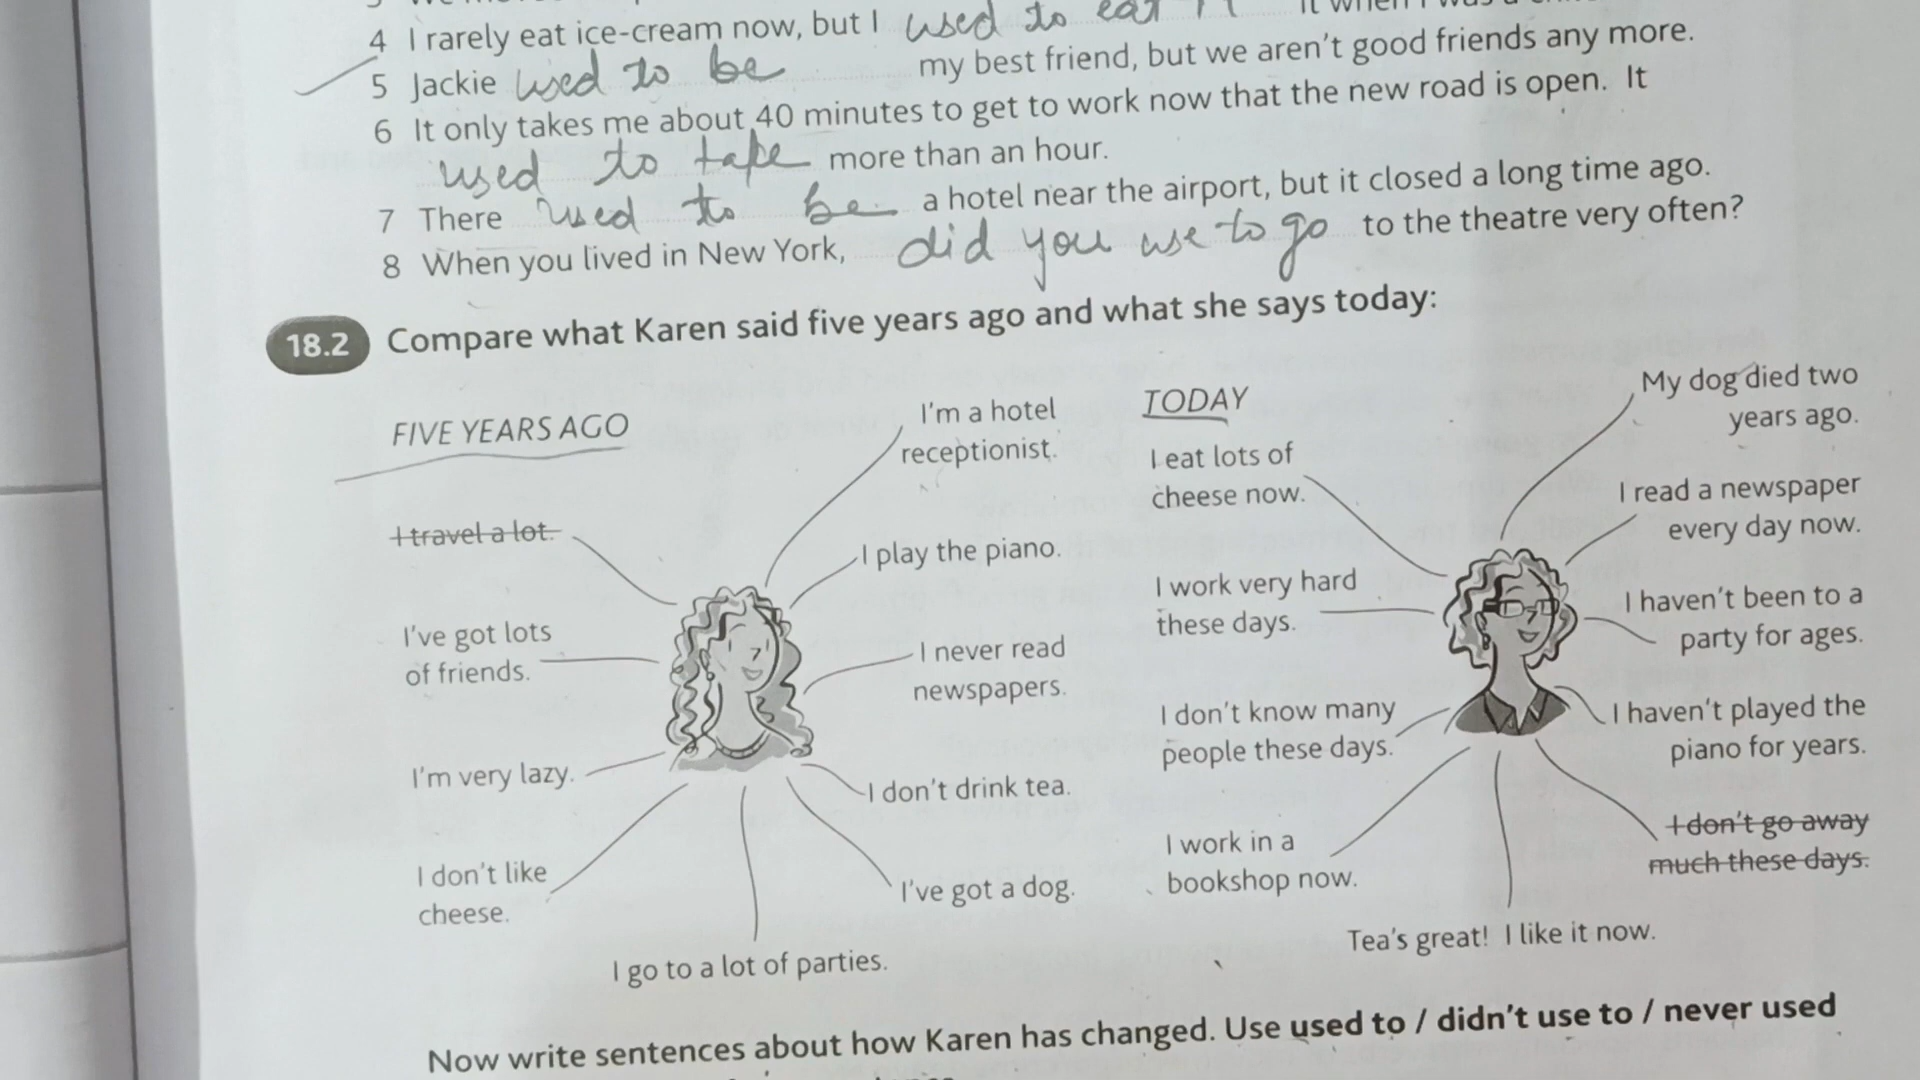 4 I rarely eat ice-cream now, but I used to eat it when I was a
5 Jackie used to be my best friend, but we aren't good friends any more.
6 It only takes me about 40 minutes to get to work now that the new road is open. It
used to take more than an hour.
7 There used to be a hotel near the airport, but it closed a long time ago.
8 When you lived in New York, did you use to go to the theatre very often?
18.2 Compare what Karen said five years ago and what she says today:
FIVE YEARS AGO
I'm a hotel
receptionist.
I travel a lot.
I play the piano.
I've got lots
of friends.
I never read
newspapers.
I'm very lazy.
I don't drink tea.
I don't like
cheese.
I've got a dog.
I go to a lot of parties.
TODAY
My dog died two
years ago.
I eat lots of
cheese now.
I read a newspaper
every day now.
I work very hard
these days.
I haven't been to a
party for ages.
I don't know many
people these days.
I haven't played the
piano for years.
I work in a
bookshop now.
I don't go away
much these days.
Tea's great! I like it now.
Now write sentences about how Karen has changed. Use used to / didn't use to / never used